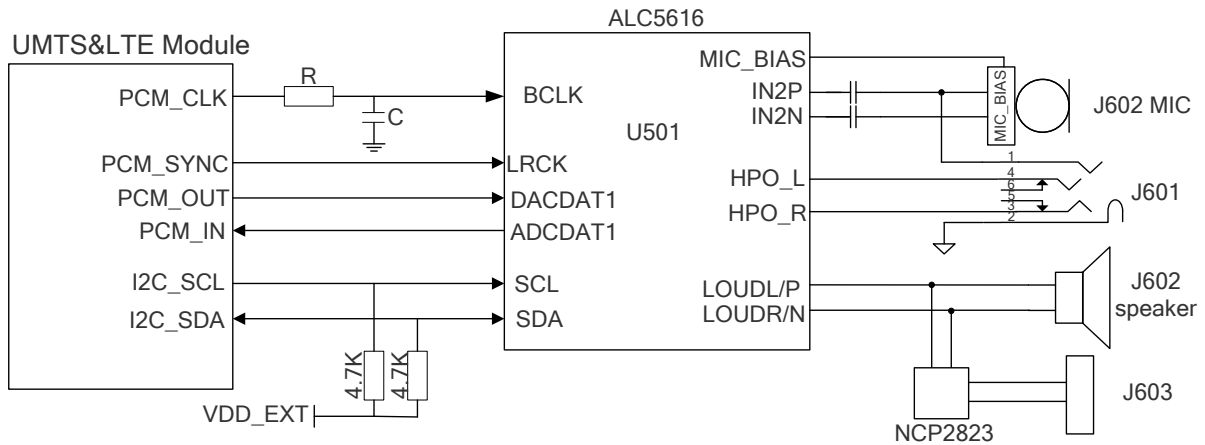 ALC5616
UMTS&LTE Module
MIC_BIAS
R
PCM_CLK
BCLK
IN2P
MIC_BIAS
J602 MIC
C
IN2N
U501
1
PCM_SYNC
LRCK
HPO_L
4
6
J601
PCM_OUT
DACDAT1
5
3
HPO_R
2
PCM_IN
ADCDAT1
I2C_SCL
SCL
LOUDL/P
J602
speaker
I2C_SDA
SDA
LOUDR/N
4.7K
4.7K
J603
VDD_EXT
NCP2823